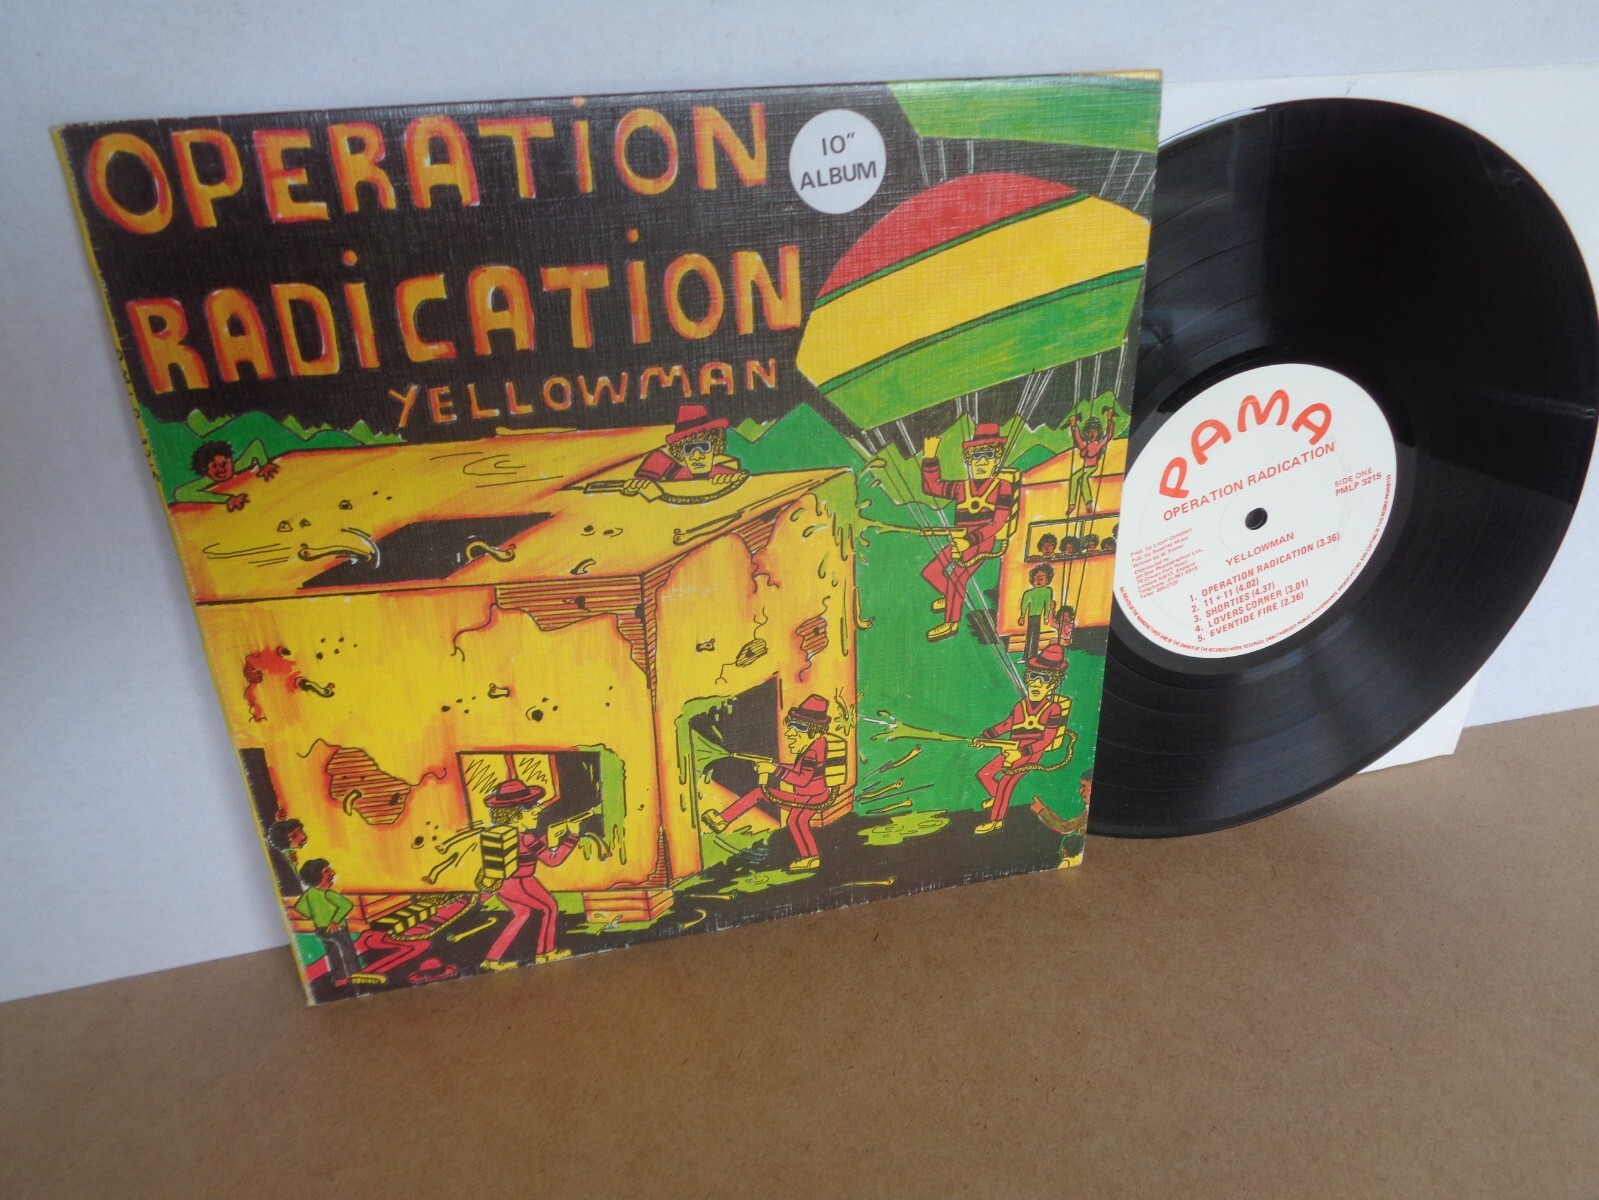 OPERATiON
RADiCATiON
YELLOWMAN
10"
ALBUM
PAMA
OPERATION RADICATION
SIDE ONE
PMLP 3215
YELLOWMAN
1. OPERATION RADICATION (3.36)
2. 11 + 11 (4.02)
3. SHORTIES (4.37)
4. LOVERS CORNER (3.01)
5. EVENTIDE FIRE (2.36)